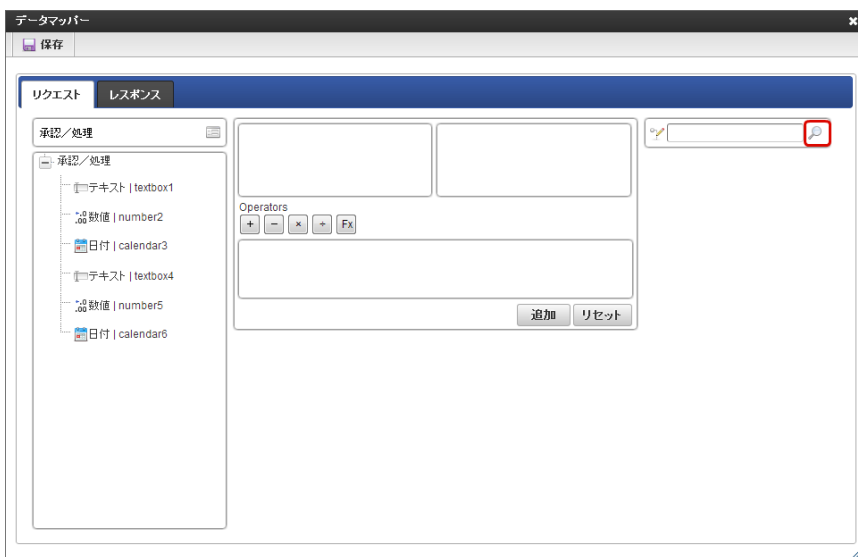 データマッパー
保存
リクエスト レスポンス
承認／処理
承認／処理
テキスト | textbox1
数値 | number2
日付 | calendar3
テキスト | textbox4
数値 | number5
日付 | calendar6
Operators
+ − × ÷ Fx
追加 リセット